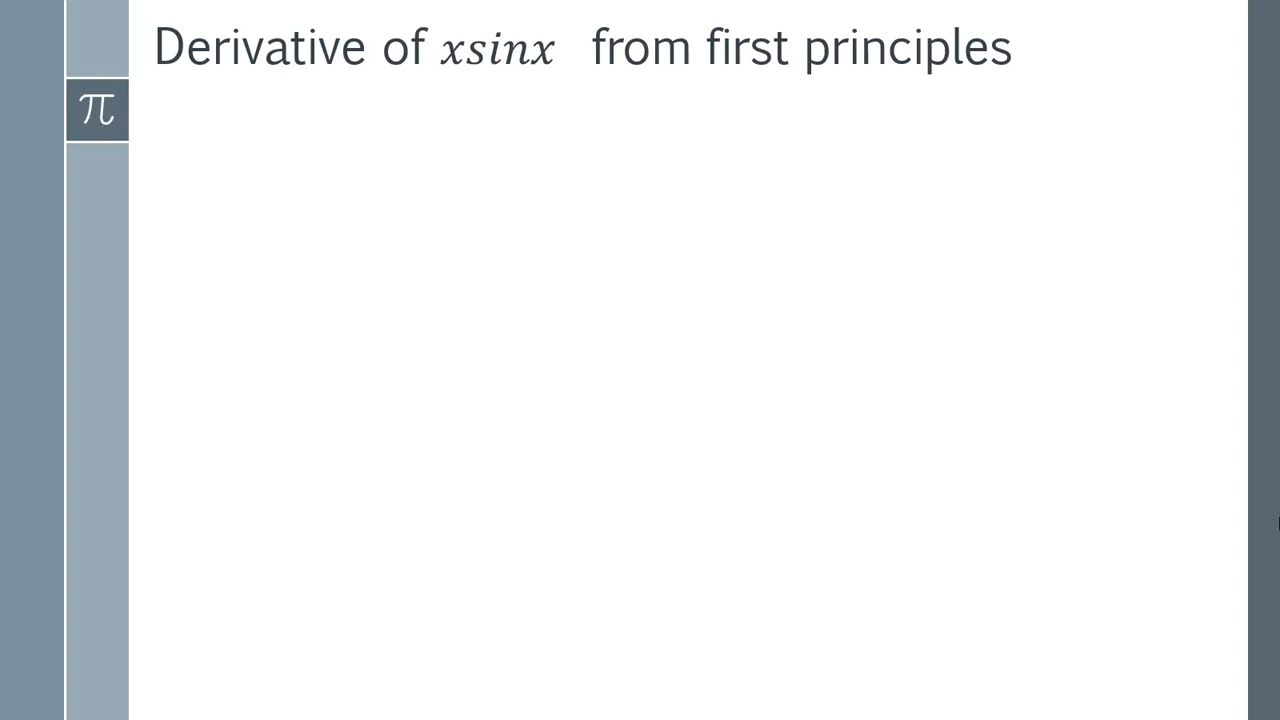 Derivative of xsinx from first principles
π